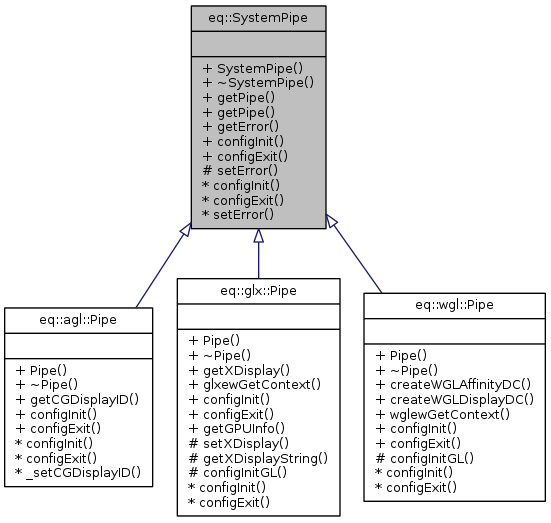 eq::SystemPipe
+ SystemPipe()
+ ~SystemPipe()
+ getPipe()
+ getPipe()
+ getError()
+ configInit()
+ configExit()
# setError()
* configInit()
* configExit()
* setError()
eq::agl::Pipe
+ Pipe()
+ ~Pipe()
+ getCGDisplayID()
+ configInit()
+ configExit()
* configInit()
* configExit()
* _setCGDisplayID()
eq::glx::Pipe
+ Pipe()
+ ~Pipe()
+ getXDisplay()
+ glxewGetContext()
+ configInit()
+ configExit()
+ getGPUInfo()
# setXDisplay()
# getXDisplayString()
# configInitGL()
* configInit()
* configExit()
eq::wgl::Pipe
+ Pipe()
+ ~Pipe()
+ createWGLAffinityDC()
+ createWGLDisplayDC()
+ wglewGetContext()
+ configInit()
+ configExit()
# configInitGL()
* configInit()
* configExit()